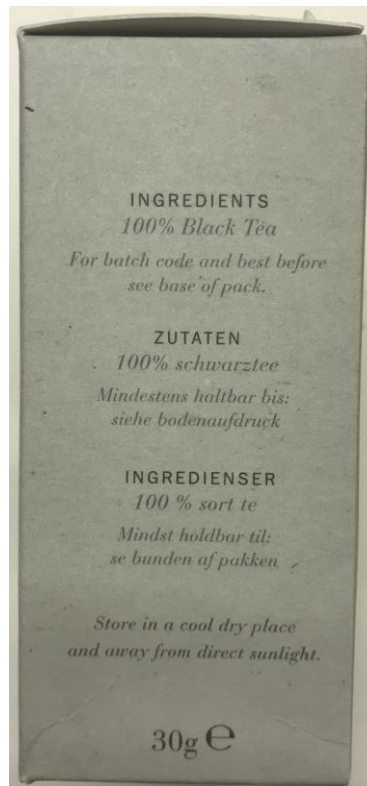 INGREDIENTS
100% Black Tea
For batch code and best before
see base of pack.
ZUTATEN
100% schwarztee
Mindestens haltbar bis:
siehe bodenaufdruck
INGREDIENSER
100 % sort te
Mindst holdbar til:
se bunden af pakken
Store in a cool dry place
and away from direct sunlight.
30g ℮